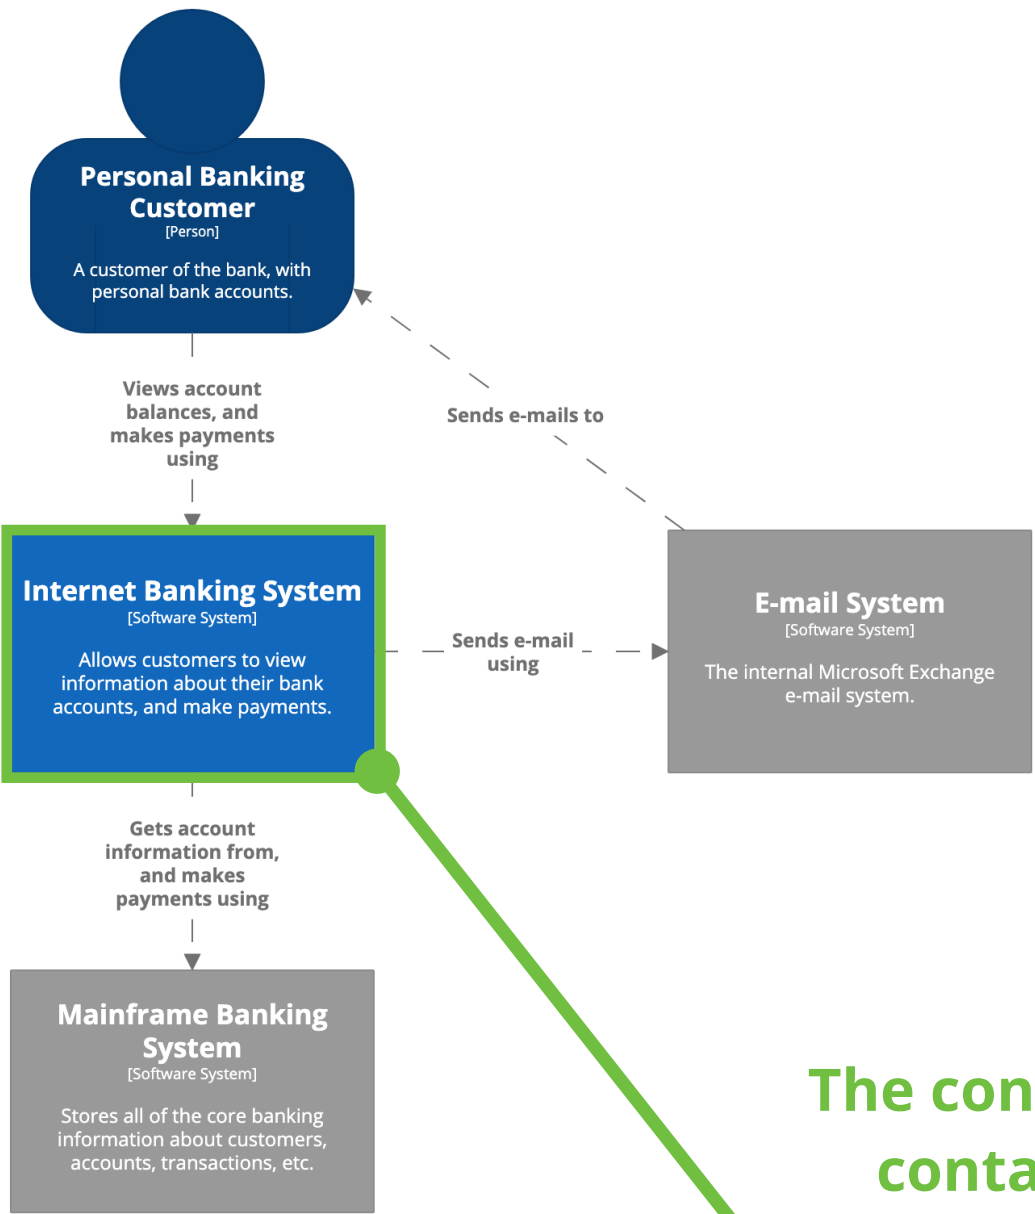 Personal Banking
Customer
[Person]
A customer of the bank, with
personal bank accounts.
Views account
balances, and
makes payments
using
Sends e-mails to
Internet Banking System
[Software System]
Allows customers to view
information about their bank
accounts, and make payments.
Sends e-mail
using
E-mail System
[Software System]
The internal Microsoft Exchange
e-mail system.
Gets account
information from,
and makes
payments using
Mainframe Banking
System
[Software System]
Stores all of the core banking
information about customers,
accounts, transactions, etc.
The con
conta